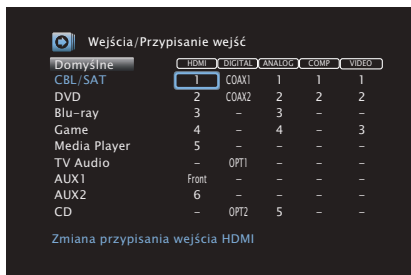 Wejścia/Przypisanie wejść
Domyślne HDMI DIGITAL ANALOG COMP VIDEO
CBL/SAT 1 COAX1 1 1 1
DVD 2 COAX2 2 2 2
Blu-ray 3 – 3 – –
Game 4 – 4 – 3
Media Player 5 – – – –
TV Audio – OPT1 – – –
AUX1 Front – – – –
AUX2 6 – – – –
CD – OPT2 5 – –
Zmiana przypisania wejścia HDMI